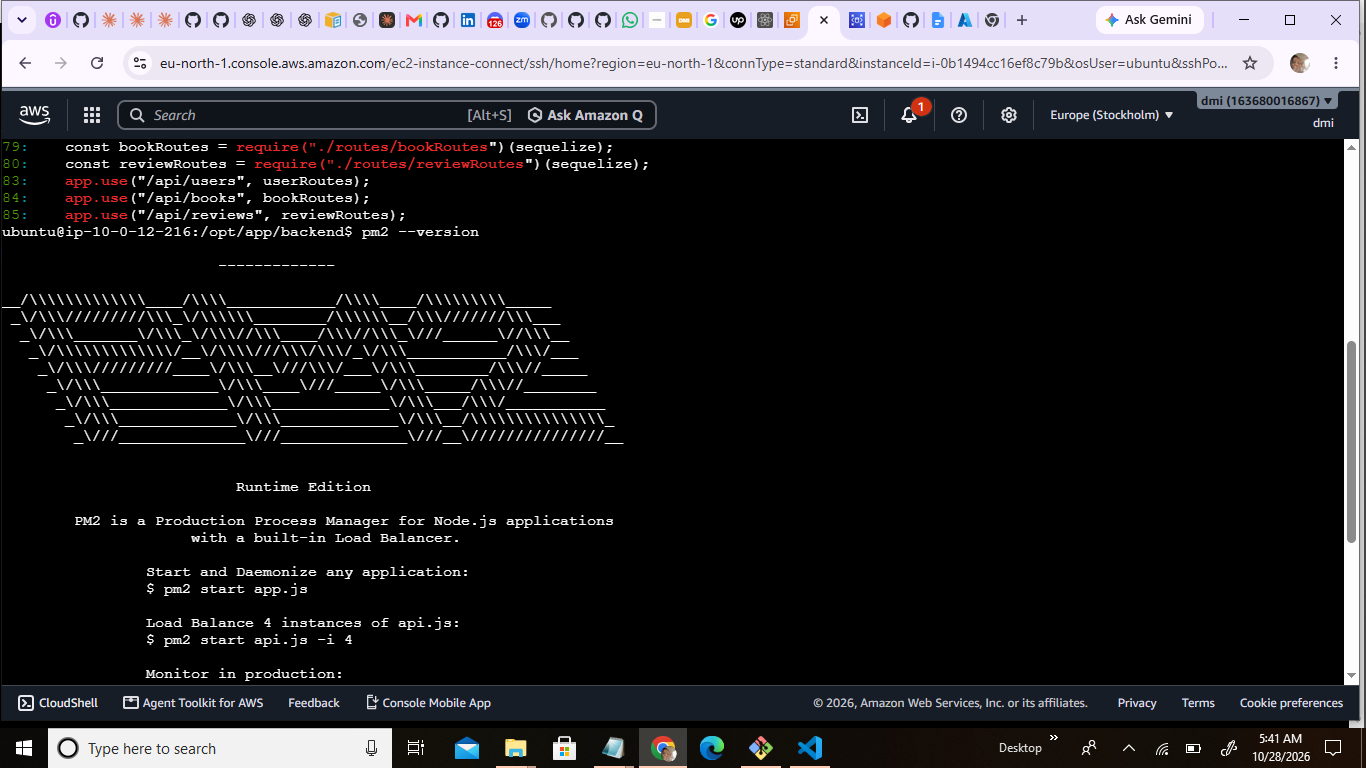 Ask Gemini
eu-north-1.console.aws.amazon.com/ec2-instance-connect/ssh/home?region=eu-north-1&connType=standard&instanceId=i-0b1494cc16ef8c79b&osUser=ubuntu&sshPo...
aws
Search
[Alt+S]
Ask Amazon Q
1
Europe (Stockholm)
dmi (163680016867)
dmi
79:    const bookRoutes = require("./routes/bookRoutes")(sequelize);
80:    const reviewRoutes = require("./routes/reviewRoutes")(sequelize);
83:    app.use("/api/users", userRoutes);
84:    app.use("/api/books", bookRoutes);
85:    app.use("/api/reviews", reviewRoutes);
ubuntu@ip-10-0-12-216:/opt/app/backend$ pm2 --version
-------------
Runtime Edition
PM2 is a Production Process Manager for Node.js applications
with a built-in Load Balancer.
Start and Daemonize any application:
$ pm2 start app.js
Load Balance 4 instances of api.js:
$ pm2 start api.js -i 4
Monitor in production:
CloudShell
Agent Toolkit for AWS
Feedback
Console Mobile App
© 2026, Amazon Web Services, Inc. or its affiliates.
Privacy
Terms
Cookie preferences
Type here to search
Desktop
5:41 AM
10/28/2026